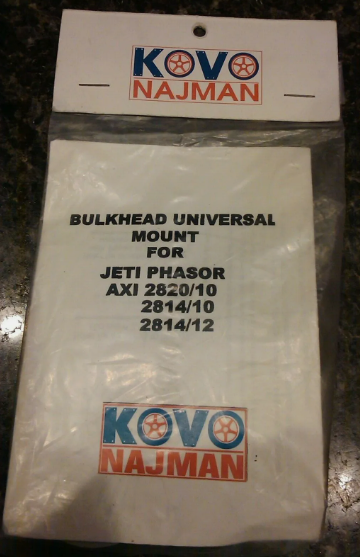 KOVO
NAJMAN
BULKHEAD UNIVERSAL
MOUNT
FOR
JETI PHASOR
AXI 2820/10
2814/10
2814/12
KOVO
NAJMAN